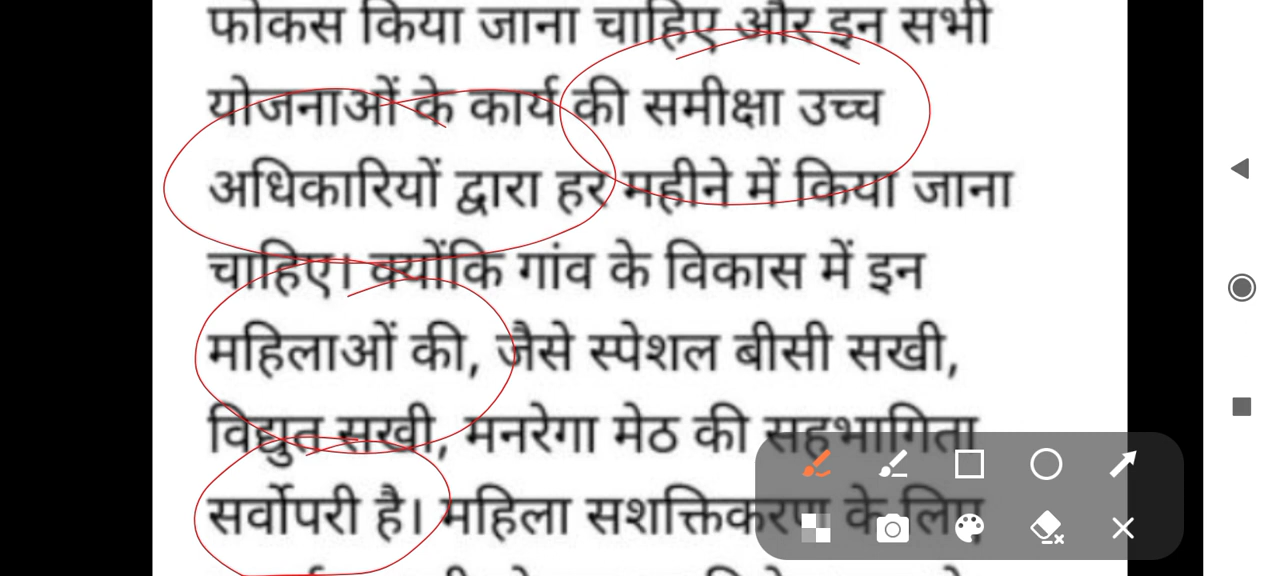 फोकस किया जाना चाहिए और इन सभी
योजनाओं के कार्य की समीक्षा उच्च
अधिकारियों द्वारा हर महीने में किया जाना
चाहिए। क्योंकि गांव के विकास में इन
महिलाओं की, जैसे स्पेशल बीसी सखी,
विद्युत सखी, मनरेगा मेठ की सहभागिता
सर्वोपरी है। महिला सशक्तिकरण के लिए